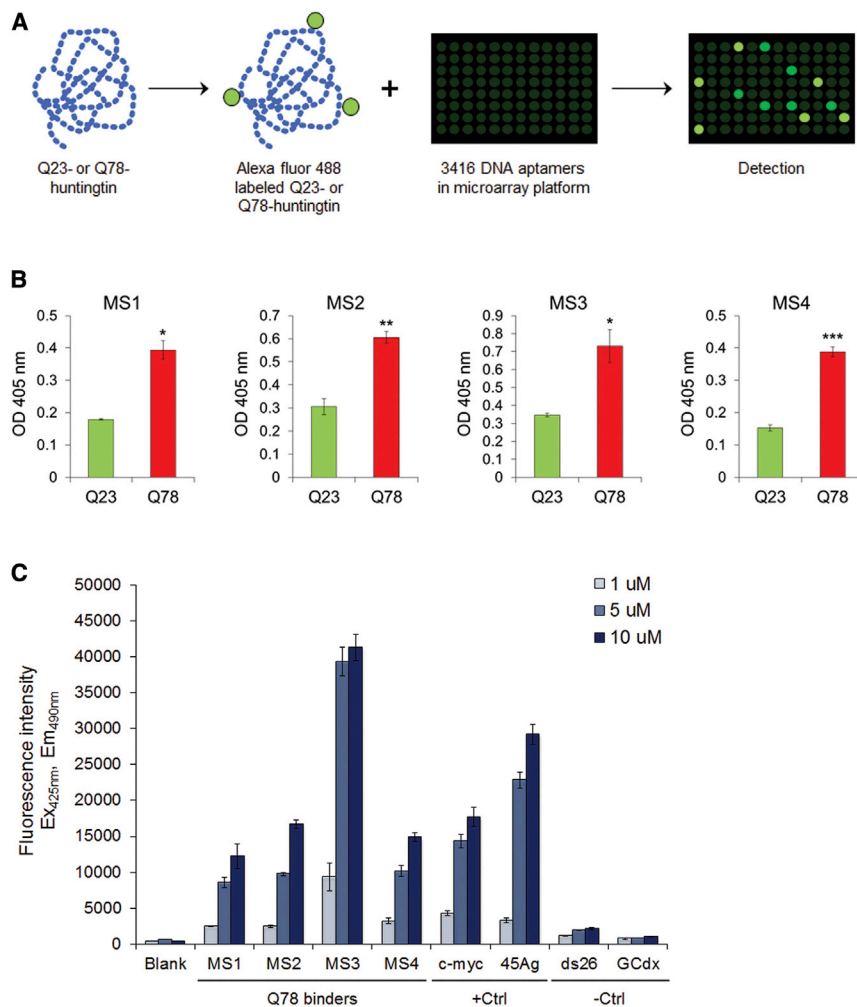 A
+
Q23- or Q78-
huntingtin
Alexa fluor 488
labeled Q23- or
Q78-huntingtin
3416 DNA aptamers
in microarray platform
Detection
B
MS1
OD 405 nm
0.5
0.4
0.3
0.2
0.1
0
*
Q23 Q78
MS2
OD 405 nm
0.7
0.6
0.5
0.4
0.3
0.2
0.1
0
**
Q23 Q78
MS3
OD 405 nm
0.9
0.8
0.7
0.6
0.5
0.4
0.3
0.2
0.1
0
*
Q23 Q78
MS4
OD 405 nm
0.5
0.4
0.3
0.2
0.1
0
***
Q23 Q78
C
Fluorescence intensity
Ex425nm, Em490nm
50000
45000
40000
35000
30000
25000
20000
15000
10000
5000
0
1 uM
5 uM
10 uM
Blank MS1 MS2 MS3 MS4 c-myc 45Ag ds26 GCdx
Q78 binders +Ctrl -Ctrl